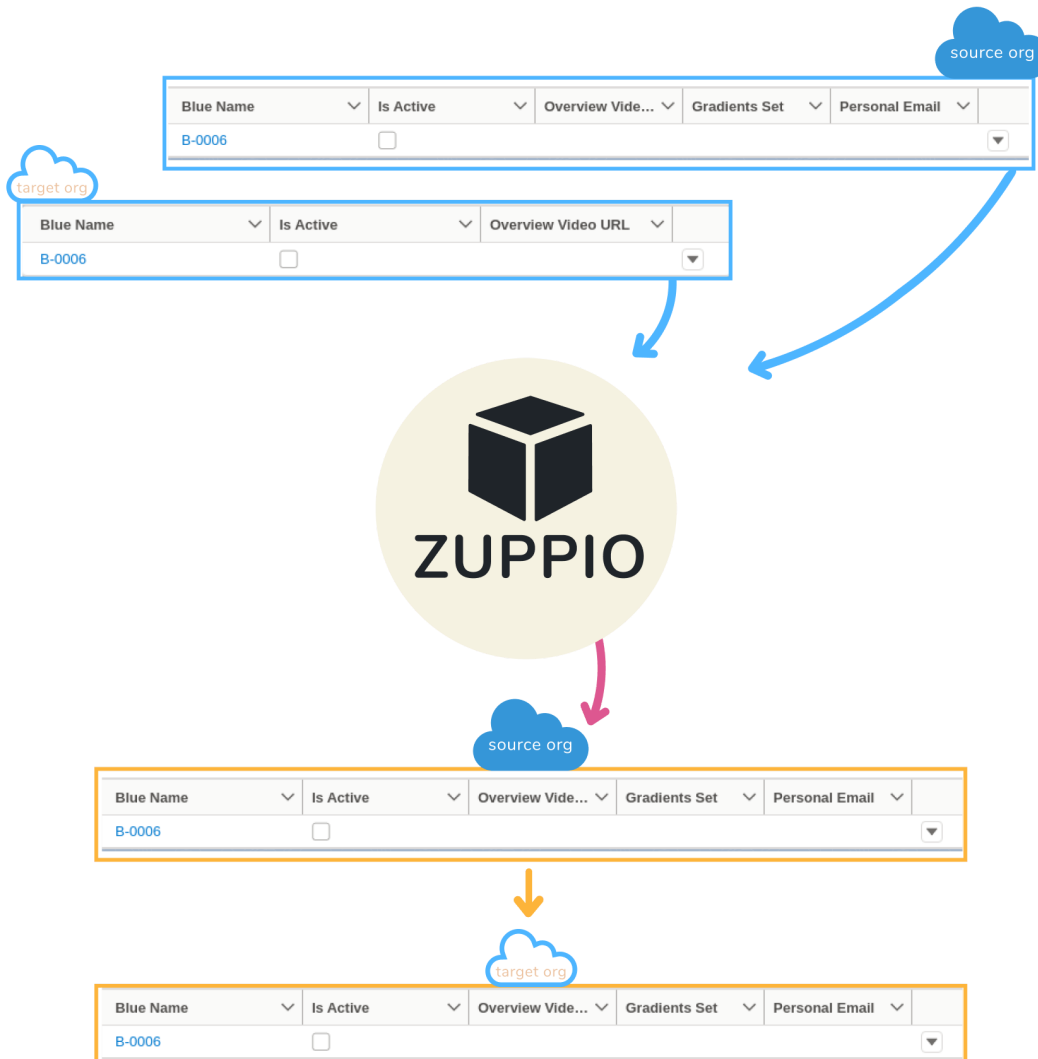 source org
Blue Name Is Active Overview Vide... Gradients Set Personal Email
B-0006
target org
Blue Name Is Active Overview Video URL
B-0006
ZUPPIO
source org
Blue Name Is Active Overview Vide... Gradients Set Personal Email
B-0006
target org
Blue Name Is Active Overview Vide... Gradients Set Personal Email
B-0006